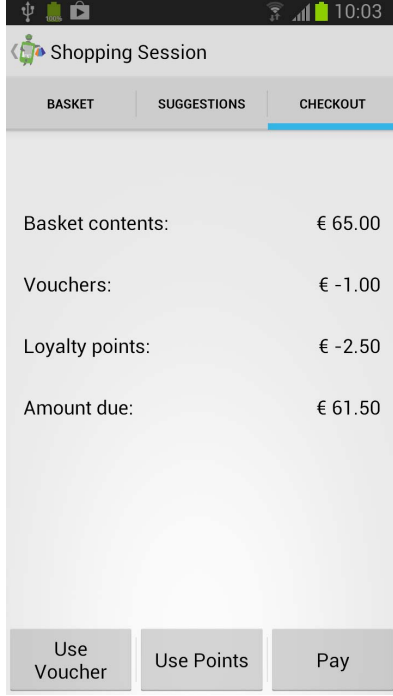 100%
10:03
Shopping Session
BASKET SUGGESTIONS CHECKOUT
Basket contents: € 65.00
Vouchers: € -1.00
Loyalty points: € -2.50
Amount due: € 61.50
Use
Voucher
Use Points
Pay